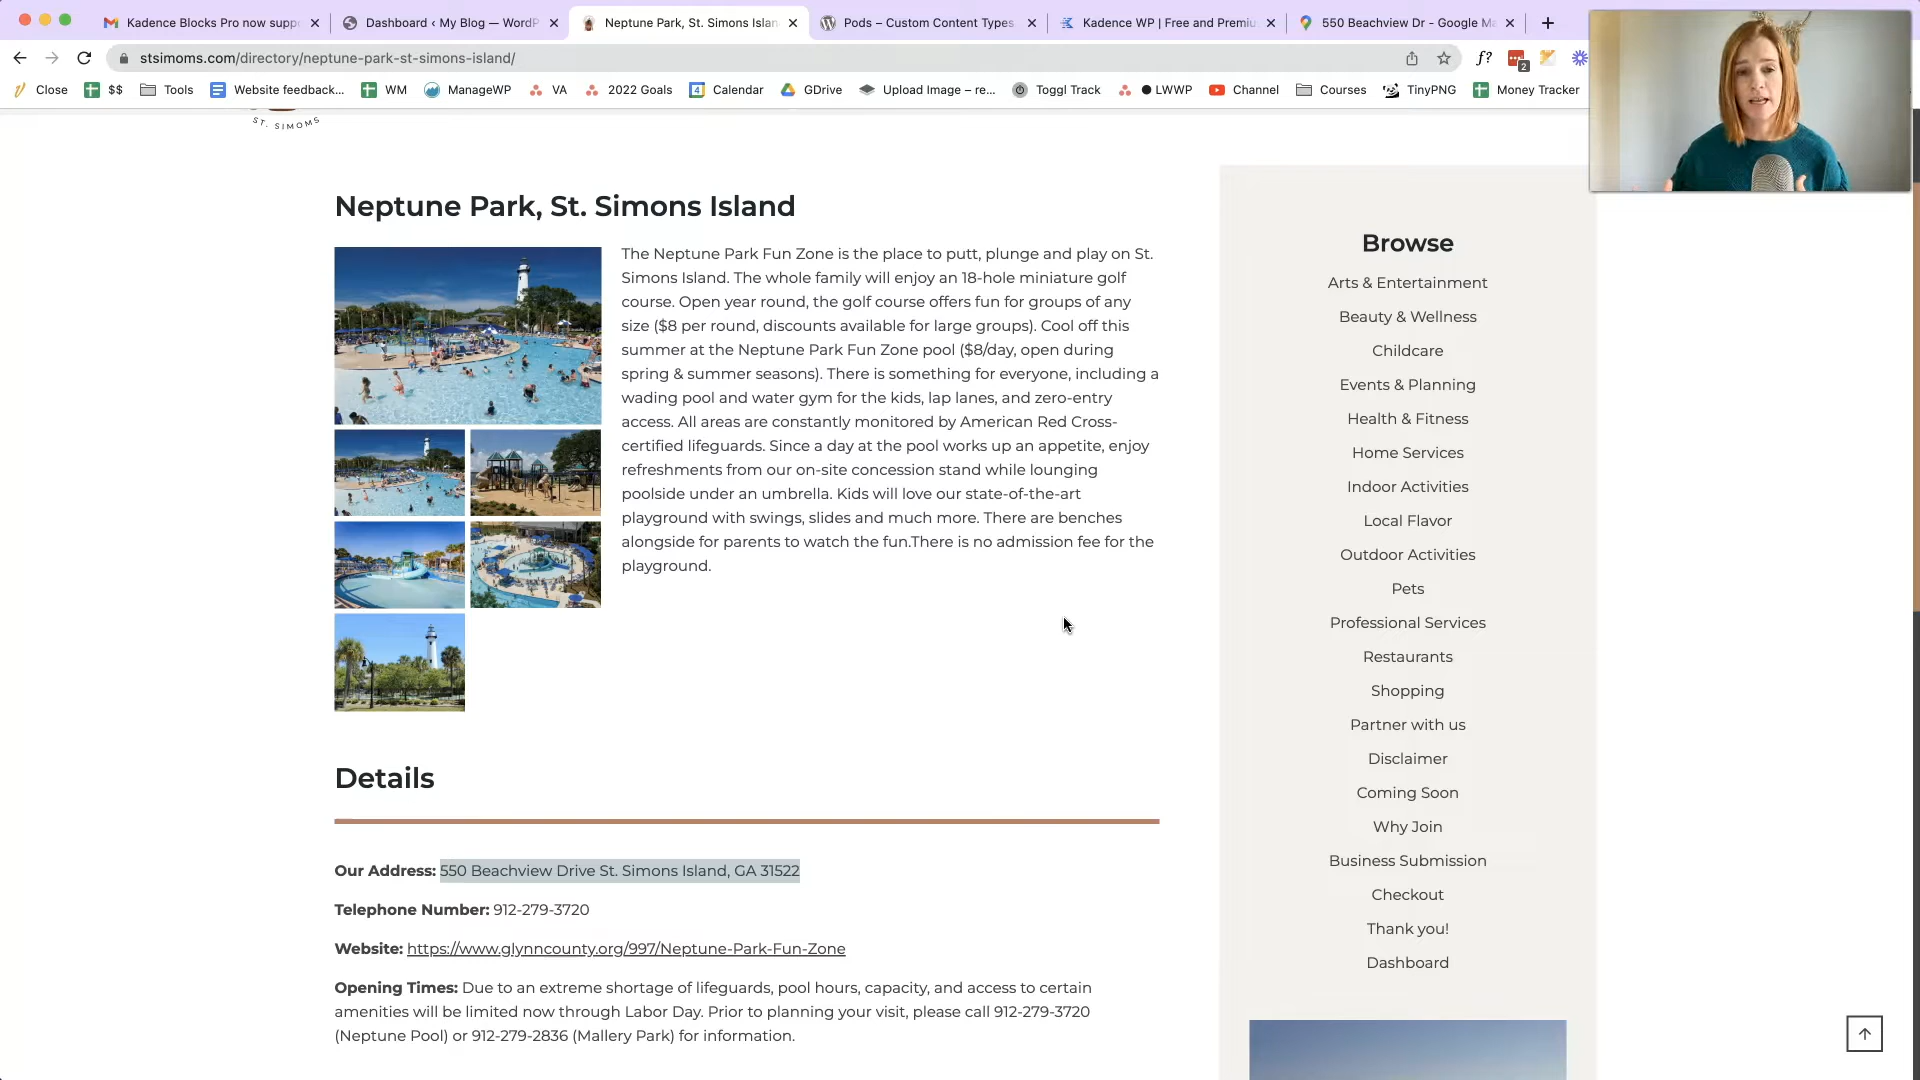 Kadence Blocks Pro now supp
Dashboard ‹ My Blog — WordP
Neptune Park, St. Simons Islan
Pods – Custom Content Types
Kadence WP | Free and Premiu
550 Beachview Dr - Google Ma
stsimoms.com/directory/neptune-park-st-simons-island/
f?
2
Close
$$
Tools
Website feedback...
WM
ManageWP
VA
2022 Goals
Calendar
GDrive
Upload Image – re...
Toggl Track
LWWP
Channel
Courses
TinyPNG
Money Tracker
ST. SIMOMS
Neptune Park, St. Simons Island
The Neptune Park Fun Zone is the place to putt, plunge and play on St.
Simons Island. The whole family will enjoy an 18-hole miniature golf
course. Open year round, the golf course offers fun for groups of any
size ($8 per round, discounts available for large groups). Cool off this
summer at the Neptune Park Fun Zone pool ($8/day, open during
spring & summer seasons). There is something for everyone, including a
wading pool and water gym for the kids, lap lanes, and zero-entry
access. All areas are constantly monitored by American Red Cross-
certified lifeguards. Since a day at the pool works up an appetite, enjoy
refreshments from our on-site concession stand while lounging
poolside under an umbrella. Kids will love our state-of-the-art
playground with swings, slides and much more. There are benches
alongside for parents to watch the fun.There is no admission fee for the
playground.
Details
Our Address: 550 Beachview Drive St. Simons Island, GA 31522
Telephone Number: 912-279-3720
Website: https://www.glynncounty.org/997/Neptune-Park-Fun-Zone
Opening Times: Due to an extreme shortage of lifeguards, pool hours, capacity, and access to certain
amenities will be limited now through Labor Day. Prior to planning your visit, please call 912-279-3720
(Neptune Pool) or 912-279-2836 (Mallery Park) for information.
Browse
Arts & Entertainment
Beauty & Wellness
Childcare
Events & Planning
Health & Fitness
Home Services
Indoor Activities
Local Flavor
Outdoor Activities
Pets
Professional Services
Restaurants
Shopping
Partner with us
Disclaimer
Coming Soon
Why Join
Business Submission
Checkout
Thank you!
Dashboard